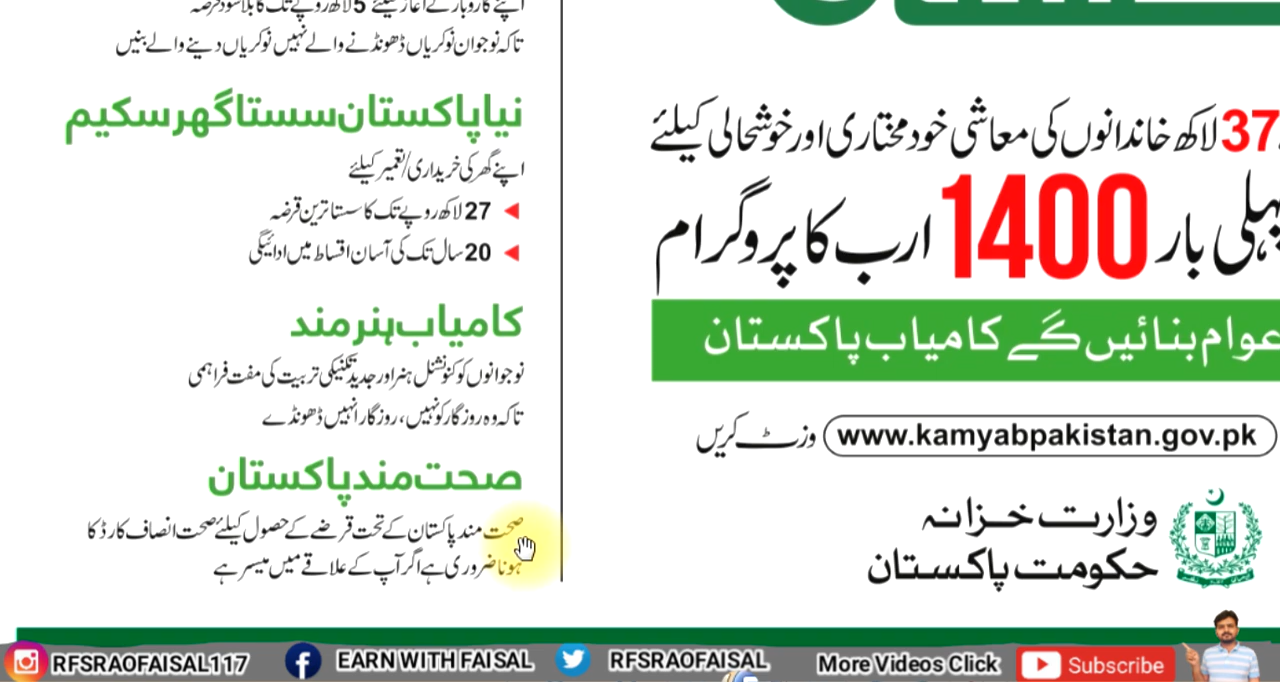 37 لاکھ خاندانوں کی معاشی خودمختاری اور خوشحالی کیلئے
پہلی بار 1400 ارب کا پروگرام
عوام بنائیں گے کامیاب پاکستان
www.kamyabpakistan.gov.pk وزٹ کریں
وزارت خزانہ
حکومت پاکستان
اپنے کاروبار کے آغاز کیلئے 5 لاکھ روپے تک کا بلاسود قرضہ
تاکہ نوجوان نوکریاں ڈھونڈنے والے نہیں نوکریاں دینے والے بنیں
نیا پاکستان سستا گھر سکیم
اپنے گھر کی خریداری/تعمیر کیلئے
27 لاکھ روپے تک کا سستا ترین قرضہ
20 سال تک کی آسان اقساط میں ادائیگی
کامیاب ہنرمند
نوجوانوں کو کنونشنل ہنر اور جدید تکنیکی تربیت کی مفت فراہمی
تاکہ وہ روزگار کو نہیں، روزگار انہیں ڈھونڈے
صحت مند پاکستان
صحت مند پاکستان کے تحت قرضے کے حصول کیلئے صحت انصاف کارڈ کا
ہونا ضروری ہے اگر آپ کے علاقے میں میسر ہے
RFSRAOFAISAL117
EARN WITH FAISAL
RFSRAOFAISAL
More Videos Click
Subscribe